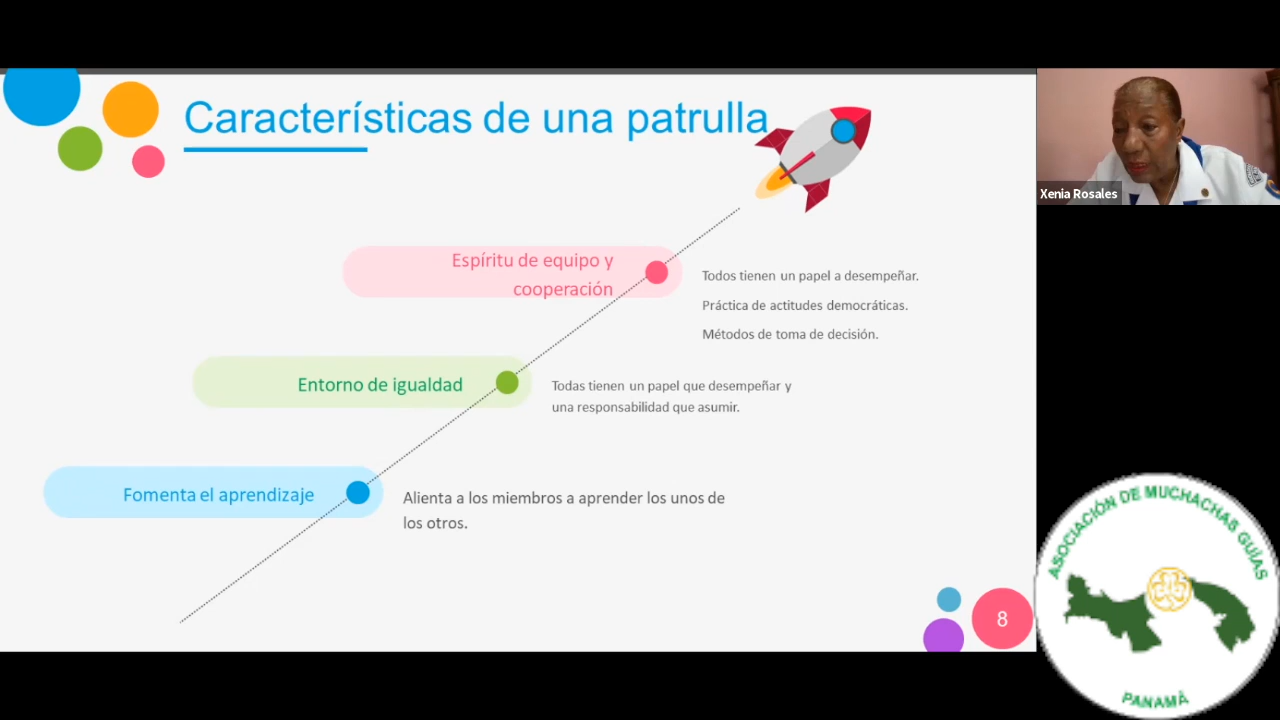 Características de una patrulla
Xenia Rosales
Espíritu de equipo y
cooperación
Todos tienen un papel a desempeñar.
Práctica de actitudes democráticas.
Métodos de toma de decisión.
Entorno de igualdad
Todas tienen un papel que desempeñar y
una responsabilidad que asumir.
Fomenta el aprendizaje
Alienta a los miembros a aprender los unos de
los otros.
8
ASOCIACIÓN DE MUCHACHAS GUÍAS
PANAMÁ